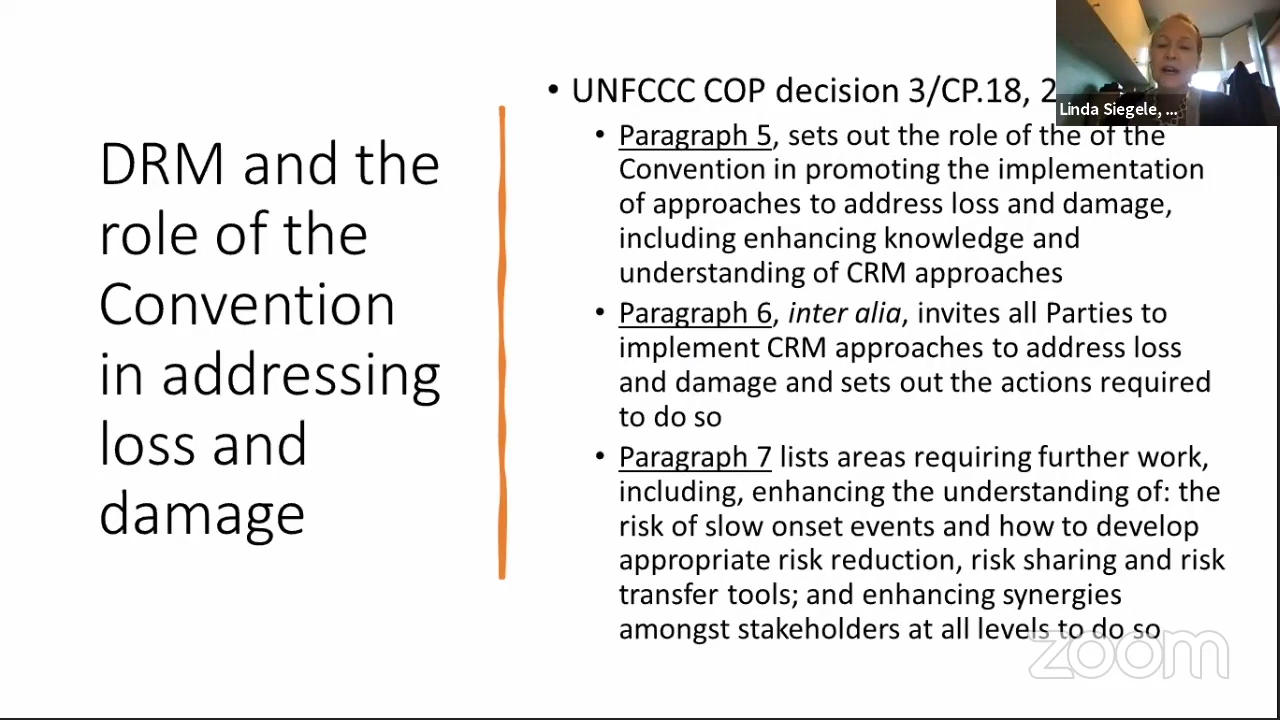 DRM and the
role of the
Convention
in addressing
loss and
damage
• UNFCCC COP decision 3/CP.18, 2
• Paragraph 5, sets out the role of the of the
Convention in promoting the implementation
of approaches to address loss and damage,
including enhancing knowledge and
understanding of CRM approaches
• Paragraph 6, inter alia, invites all Parties to
implement CRM approaches to address loss
and damage and sets out the actions required
to do so
• Paragraph 7 lists areas requiring further work,
including, enhancing the understanding of: the
risk of slow onset events and how to develop
appropriate risk reduction, risk sharing and risk
transfer tools; and enhancing synergies
amongst stakeholders at all levels to do so
Linda Siegele, ...
zoom